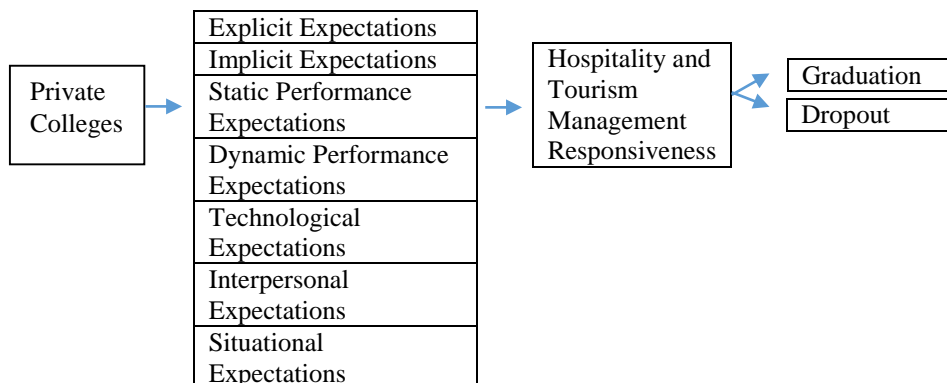 Private
Colleges
Explicit Expectations
Implicit Expectations
Static Performance
Expectations
Dynamic Performance
Expectations
Technological
Expectations
Interpersonal
Expectations
Situational
Expectations
Hospitality and
Tourism
Management
Responsiveness
Graduation
Dropout